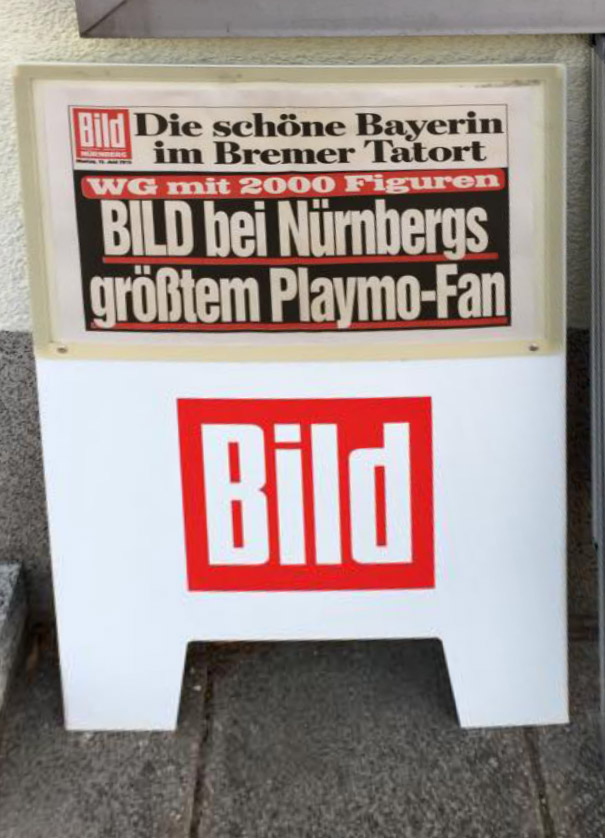 Bild
NÜRNBERG
Die schöne Bayerin
im Bremer Tatort
WG mit 2000 Figuren
BILD bei Nürnbergs
größtem Playmo-Fan
Bild